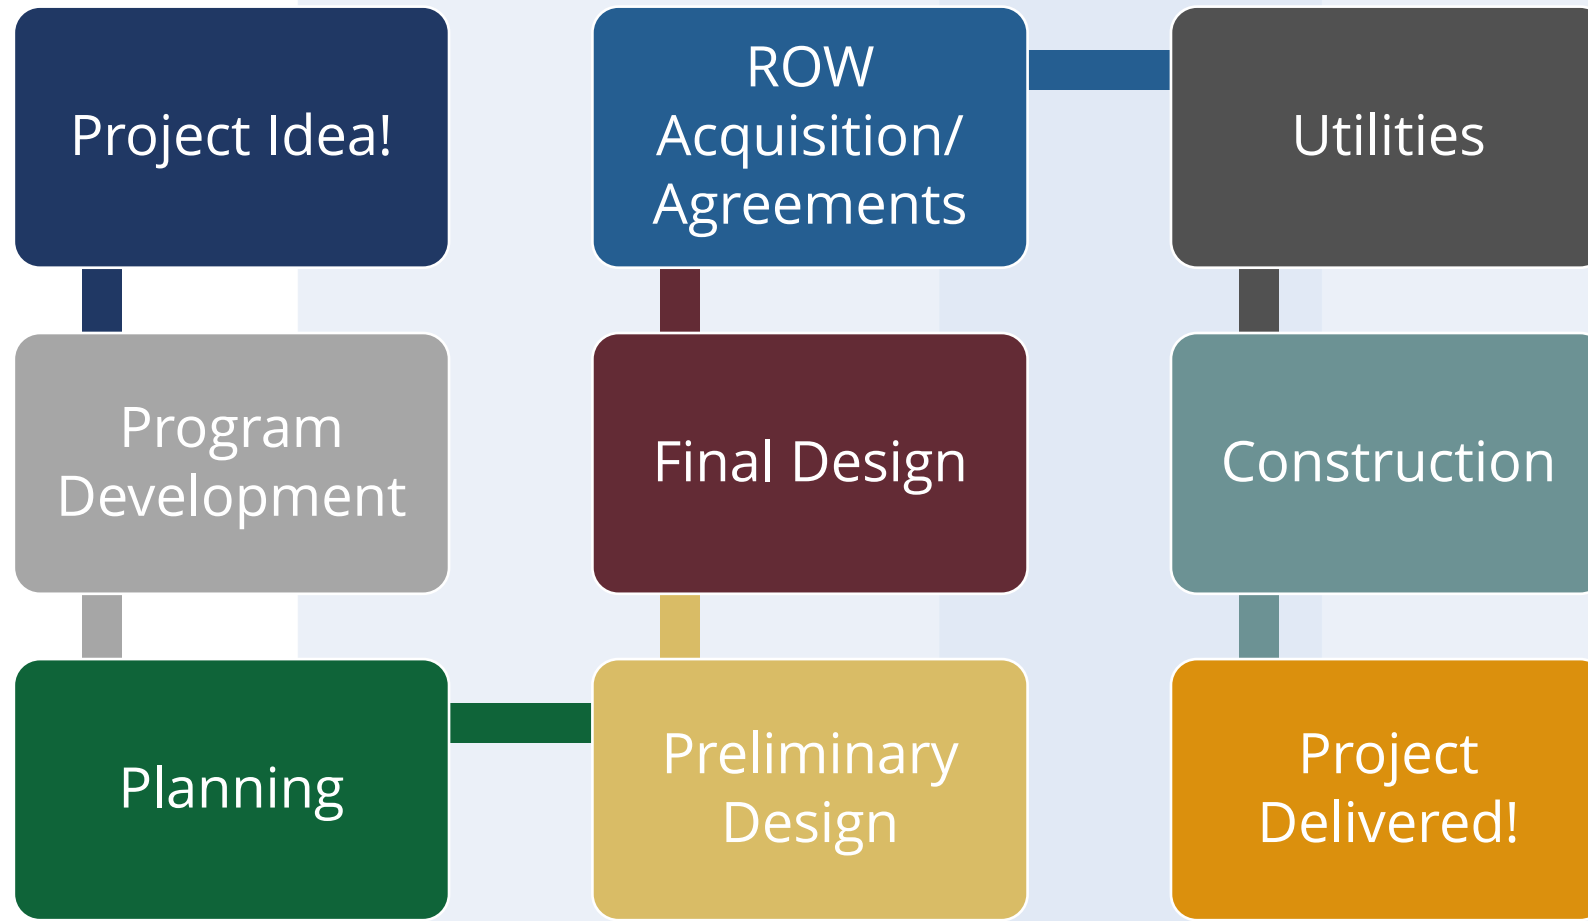 Project Idea!
Program
Development
Planning
Preliminary
Design
Final Design
ROW
Acquisition/
Agreements
Utilities
Construction
Project
Delivered!